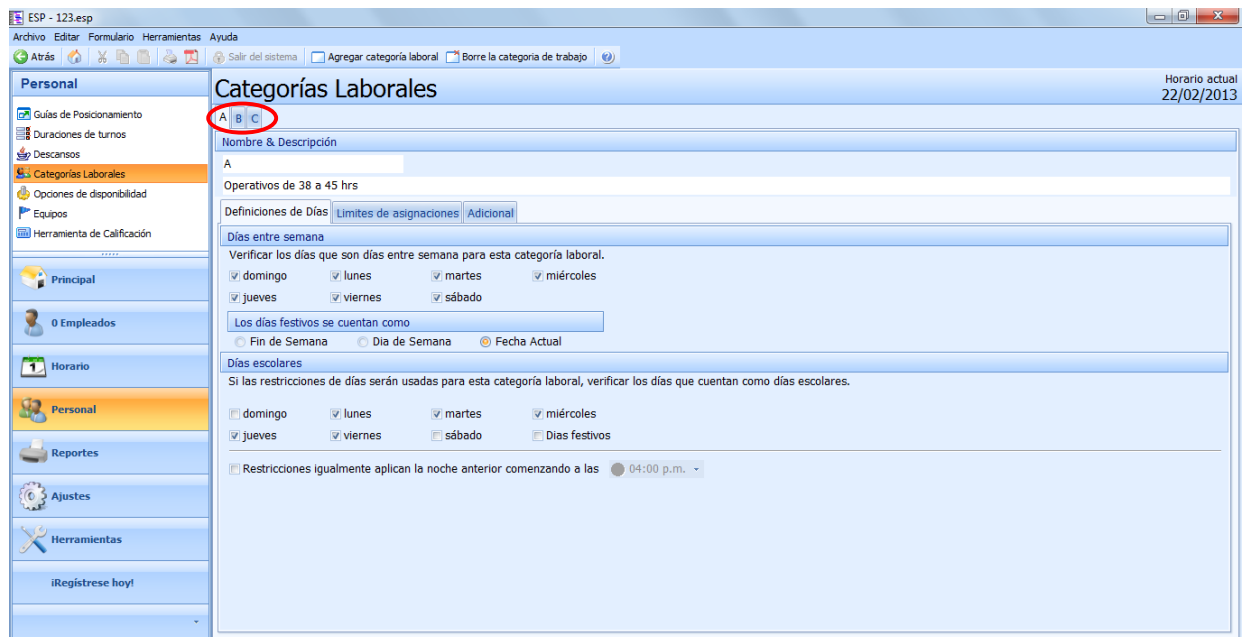 ESP - 123.esp
Archivo Editar Formulario Herramientas Ayuda
Atrás Salir del sistema Agregar categoría laboral Borre la categoria de trabajo
Personal
Guías de Posicionamiento
Duraciones de turnos
Descansos
Categorías Laborales
Opciones de disponibilidad
Equipos
Herramienta de Calificación
Principal
0 Empleados
1 Horario
Personal
Reportes
Ajustes
Herramientas
¡Regístrese hoy!
Categorías Laborales
Horario actual
22/02/2013
A B C
Nombre & Descripción
A
Operativos de 38 a 45 hrs
Definiciones de Días Limites de asignaciones Adicional
Días entre semana
Verificar los días que son días entre semana para esta categoría laboral.
domingo lunes martes miércoles
jueves viernes sábado
Los días festivos se cuentan como
Fin de Semana Dia de Semana Fecha Actual
Días escolares
Si las restricciones de días serán usadas para esta categoría laboral, verificar los días que cuentan como días escolares.
domingo lunes martes miércoles
jueves viernes sábado Dias festivos
Restricciones igualmente aplican la noche anterior comenzando a las 04:00 p.m.